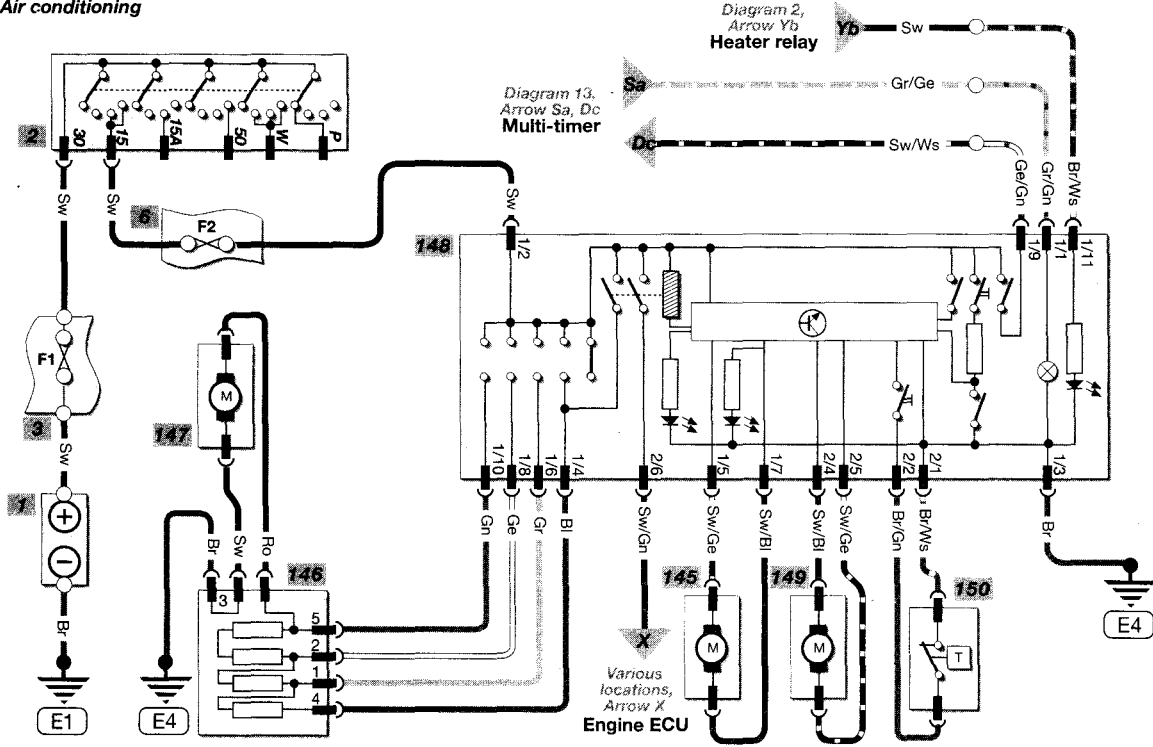 Air conditioning
Diagram 2,
Arrow Yb
Heater relay
Yb
Sw
Sa
Gr/Ge
Diagram 13,
Arrow Sa, Dc
Multi-timer
Dc
Sw/Ws
2
30
15
15A
50
W
P
Sw
Sw
6
F2
Sw
Ge/Gn
Gr/Gn
Br/Ws
148
1/2
1/9
1/1
1/11
F1
3
147
M
Sw
1
+
−
Br
E1
Br
Sw
Ro
146
3
5
2
1
4
E4
1/10
1/8
1/6
1/4
2/6
1/5
1/7
2/4
2/5
2/2
2/1
1/3
Gn
Ge
Gr
Bl
Sw/Gn
Sw/Ge
Sw/Bl
Sw/Bl
Sw/Ge
Br/Gn
Br/Ws
Br
145
M
149
M
150
T
E4
X
Various
locations,
Arrow X
Engine ECU